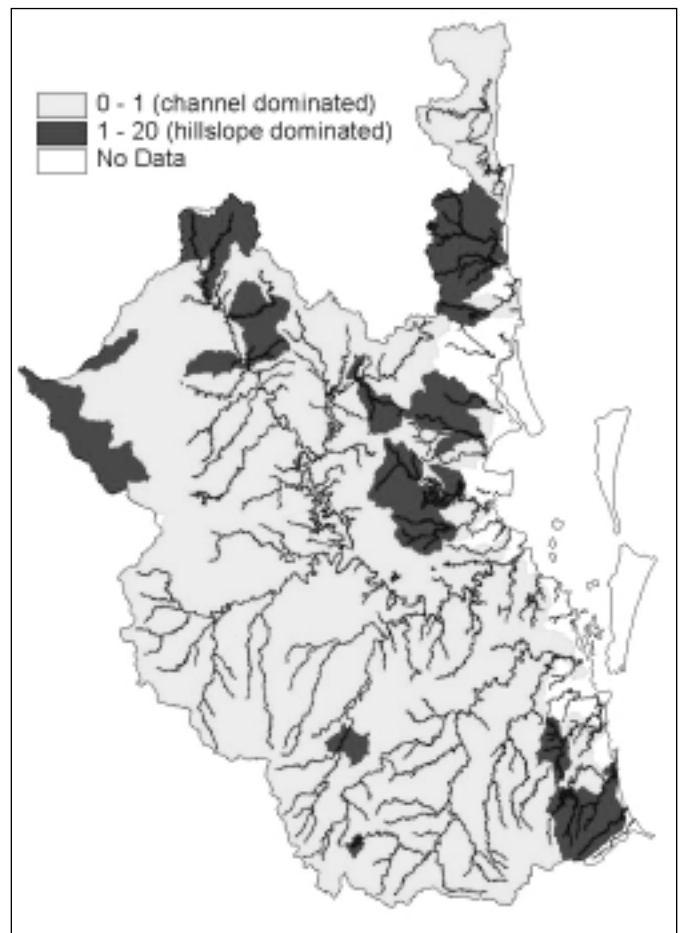 0 - 1 (channel dominated)
1 - 20 (hillslope dominated)
No Data